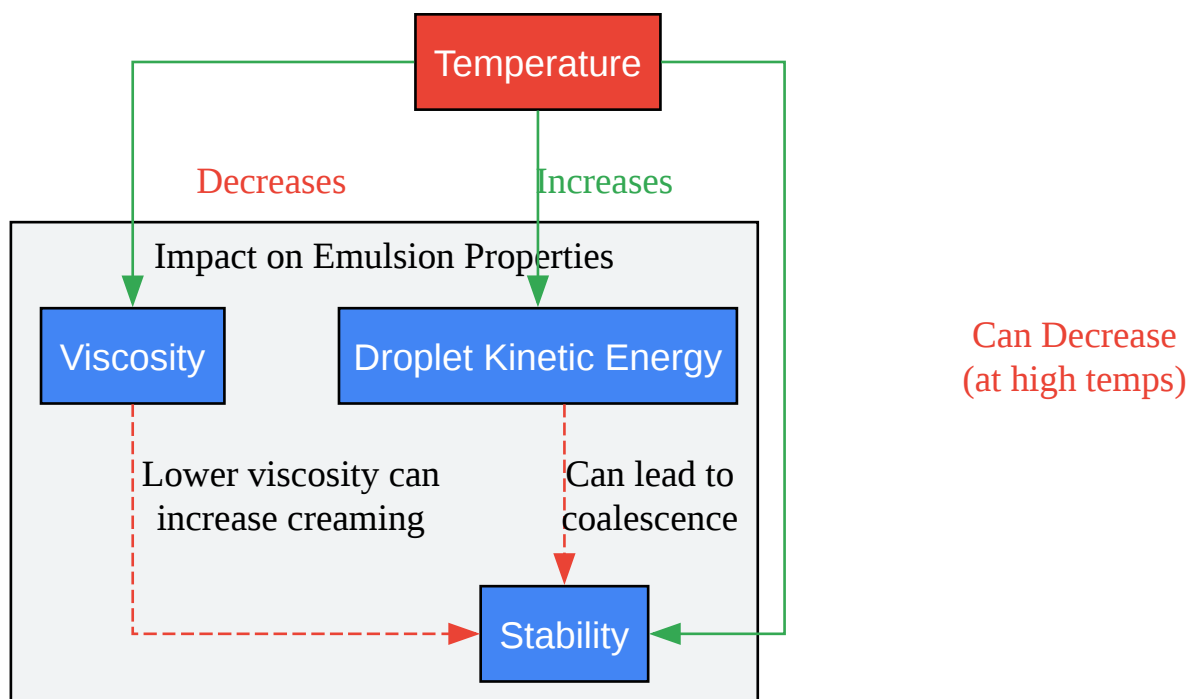 Temperature
Decreases
Increases
Impact on Emulsion Properties
Viscosity
Droplet Kinetic Energy
Can Decrease
(at high temps)
Lower viscosity can
increase creaming
Can lead to
coalescence
Stability